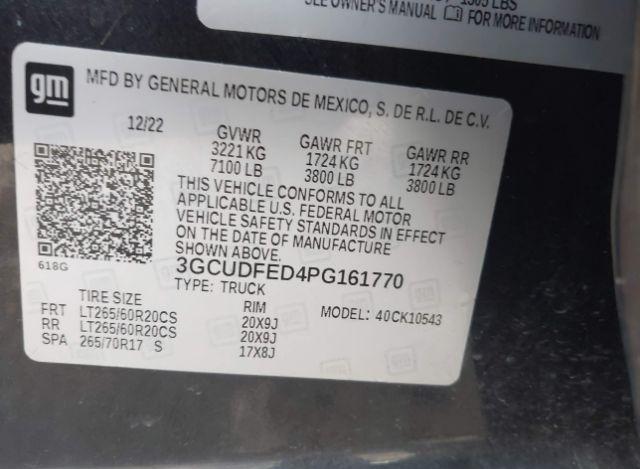 1505 LBS
SEE OWNER'S MANUAL FOR MORE INFORMATION
gm
MFD BY GENERAL MOTORS DE MEXICO, S. DE R.L. DE C.V.
12/22
GVWR GAWR FRT GAWR RR
3221 KG 1724 KG 1724 KG
7100 LB 3800 LB 3800 LB
THIS VEHICLE CONFORMS TO ALL
APPLICABLE U.S. FEDERAL MOTOR
VEHICLE SAFETY STANDARDS IN EFFECT
ON THE DATE OF MANUFACTURE
SHOWN ABOVE.
618G
3GCUDFED4PG161770
TYPE: TRUCK
TIRE SIZE RIM MODEL: 40CK10543
FRT LT265/60R20CS 20X9J
RR LT265/60R20CS 20X9J
SPA 265/70R17 S 17X8J